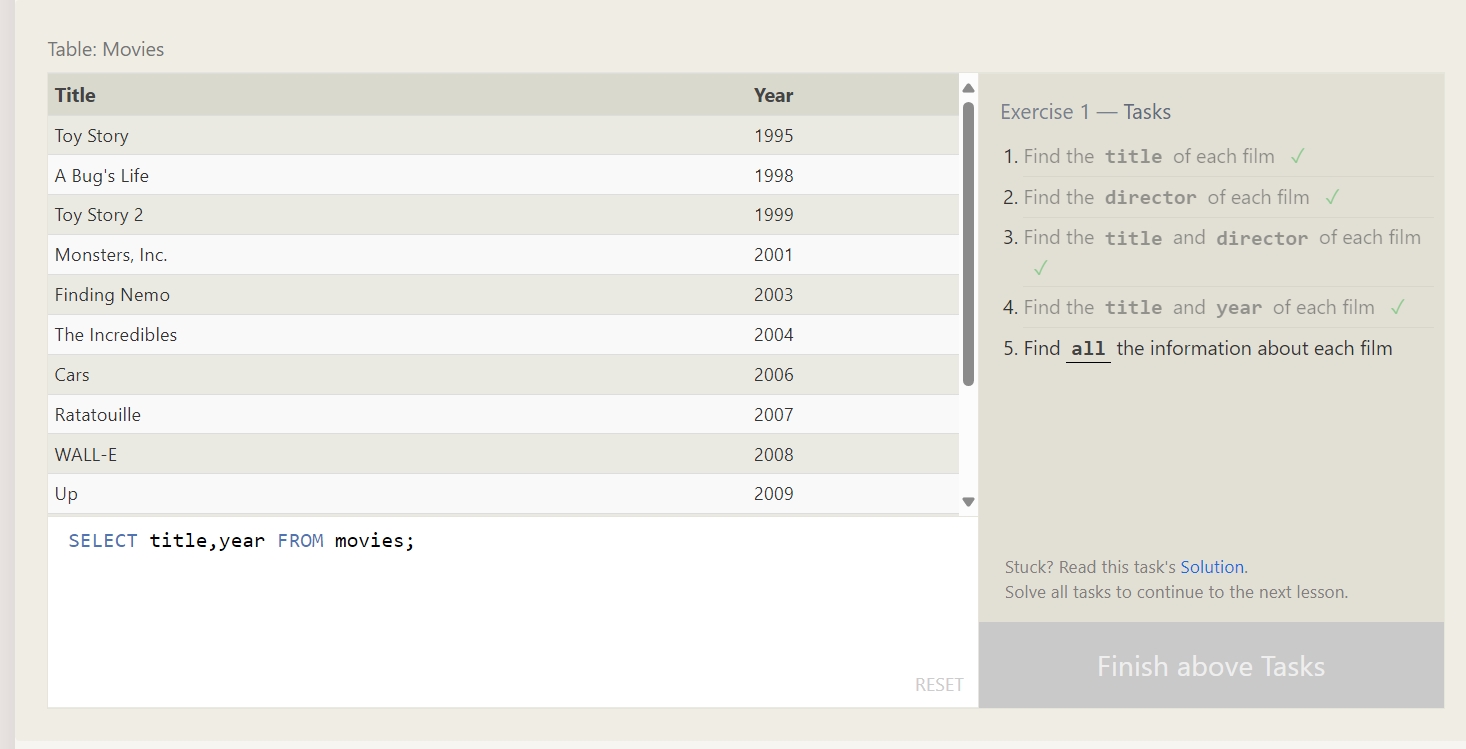 Table: Movies
Title Year
Toy Story 1995
A Bug's Life 1998
Toy Story 2 1999
Monsters, Inc. 2001
Finding Nemo 2003
The Incredibles 2004
Cars 2006
Ratatouille 2007
WALL-E 2008
Up 2009
SELECT title,year FROM movies;
RESET
Exercise 1 — Tasks
1. Find the title of each film ✓
2. Find the director of each film ✓
3. Find the title and director of each film
✓
4. Find the title and year of each film ✓
5. Find all the information about each film
Stuck? Read this task's Solution.
Solve all tasks to continue to the next lesson.
Finish above Tasks